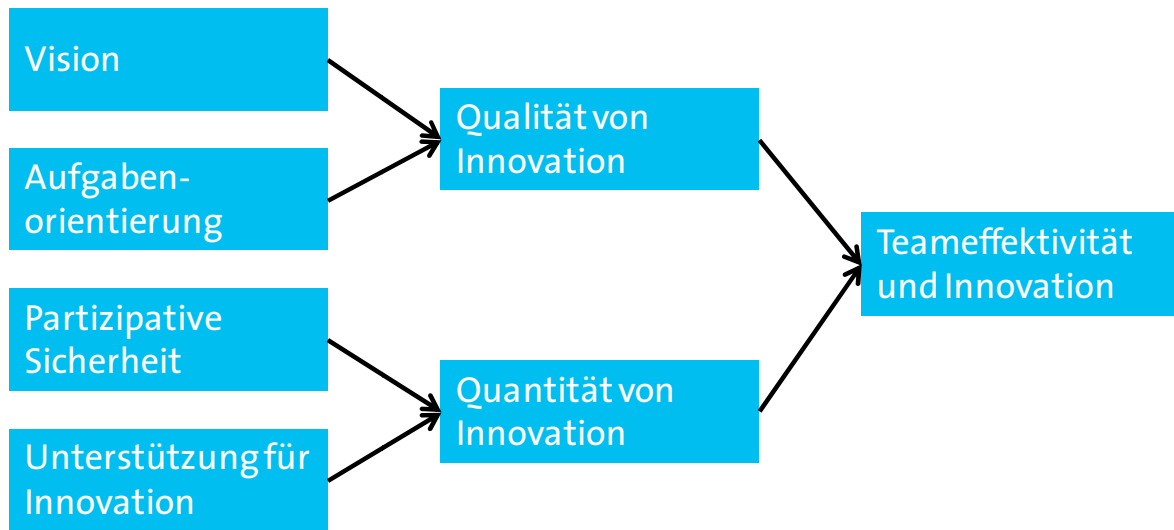 Vision
Aufgaben-
orientierung
Partizipative
Sicherheit
Unterstützung für
Innovation
Qualität von
Innovation
Quantität von
Innovation
Teameffektivität
und Innovation